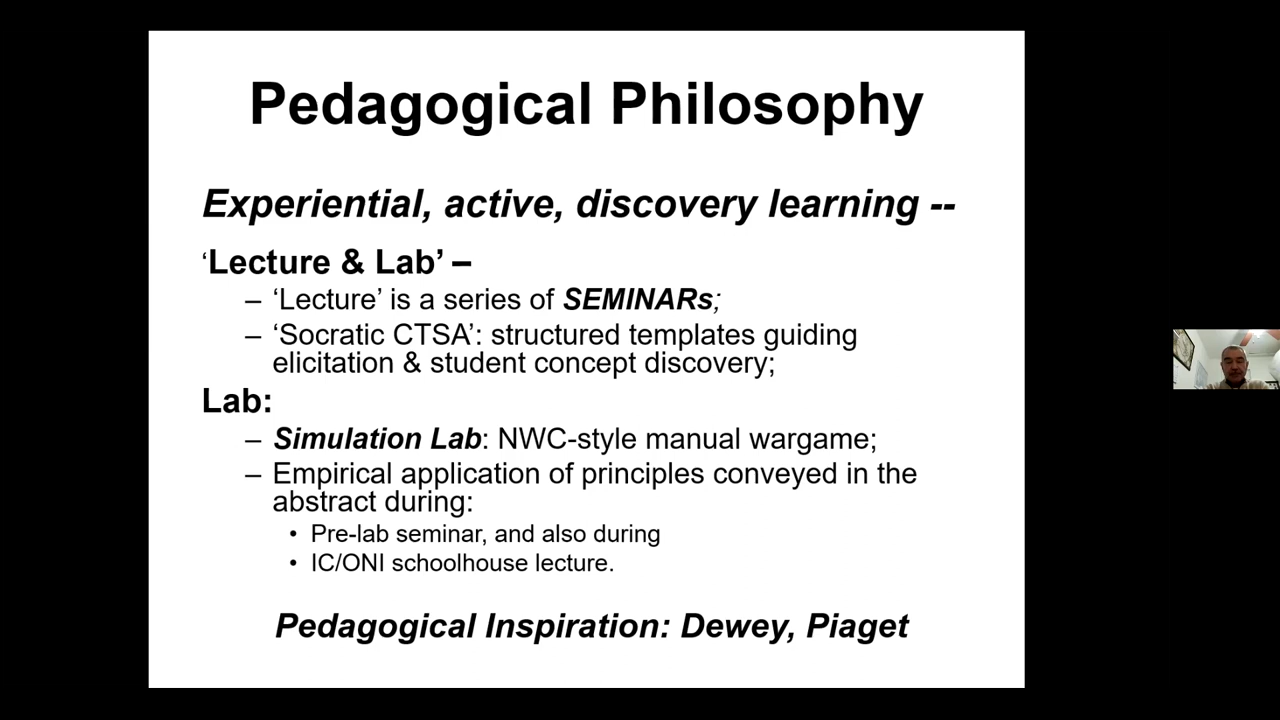 Pedagogical Philosophy
Experiential, active, discovery learning --
‘Lecture & Lab’ –
– ‘Lecture’ is a series of SEMINARs;
– ‘Socratic CTSA’: structured templates guiding
elicitation & student concept discovery;
Lab:
– Simulation Lab: NWC-style manual wargame;
– Empirical application of principles conveyed in the
abstract during:
• Pre-lab seminar, and also during
• IC/ONI schoolhouse lecture.
Pedagogical Inspiration: Dewey, Piaget